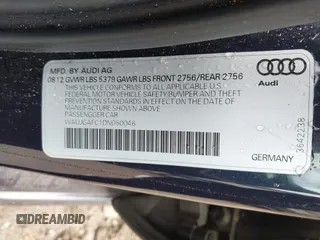 MFD. BY AUDI AG
08.12 GVWR LBS 5379 GAWR LBS FRONT 2756/REAR 2756
THIS VEHICLE CONFORMS TO ALL APPLICABLE U.S.
FEDERAL MOTOR VEHICLE SAFETY BUMPER, AND THEFT
PREVENTION STANDARDS IN EFFECT ON THE DATE OF
MANUFACTURE SHOWN ABOVE.
PASSENGER CAR
Audi
3642238
GERMANY
DREAMBID